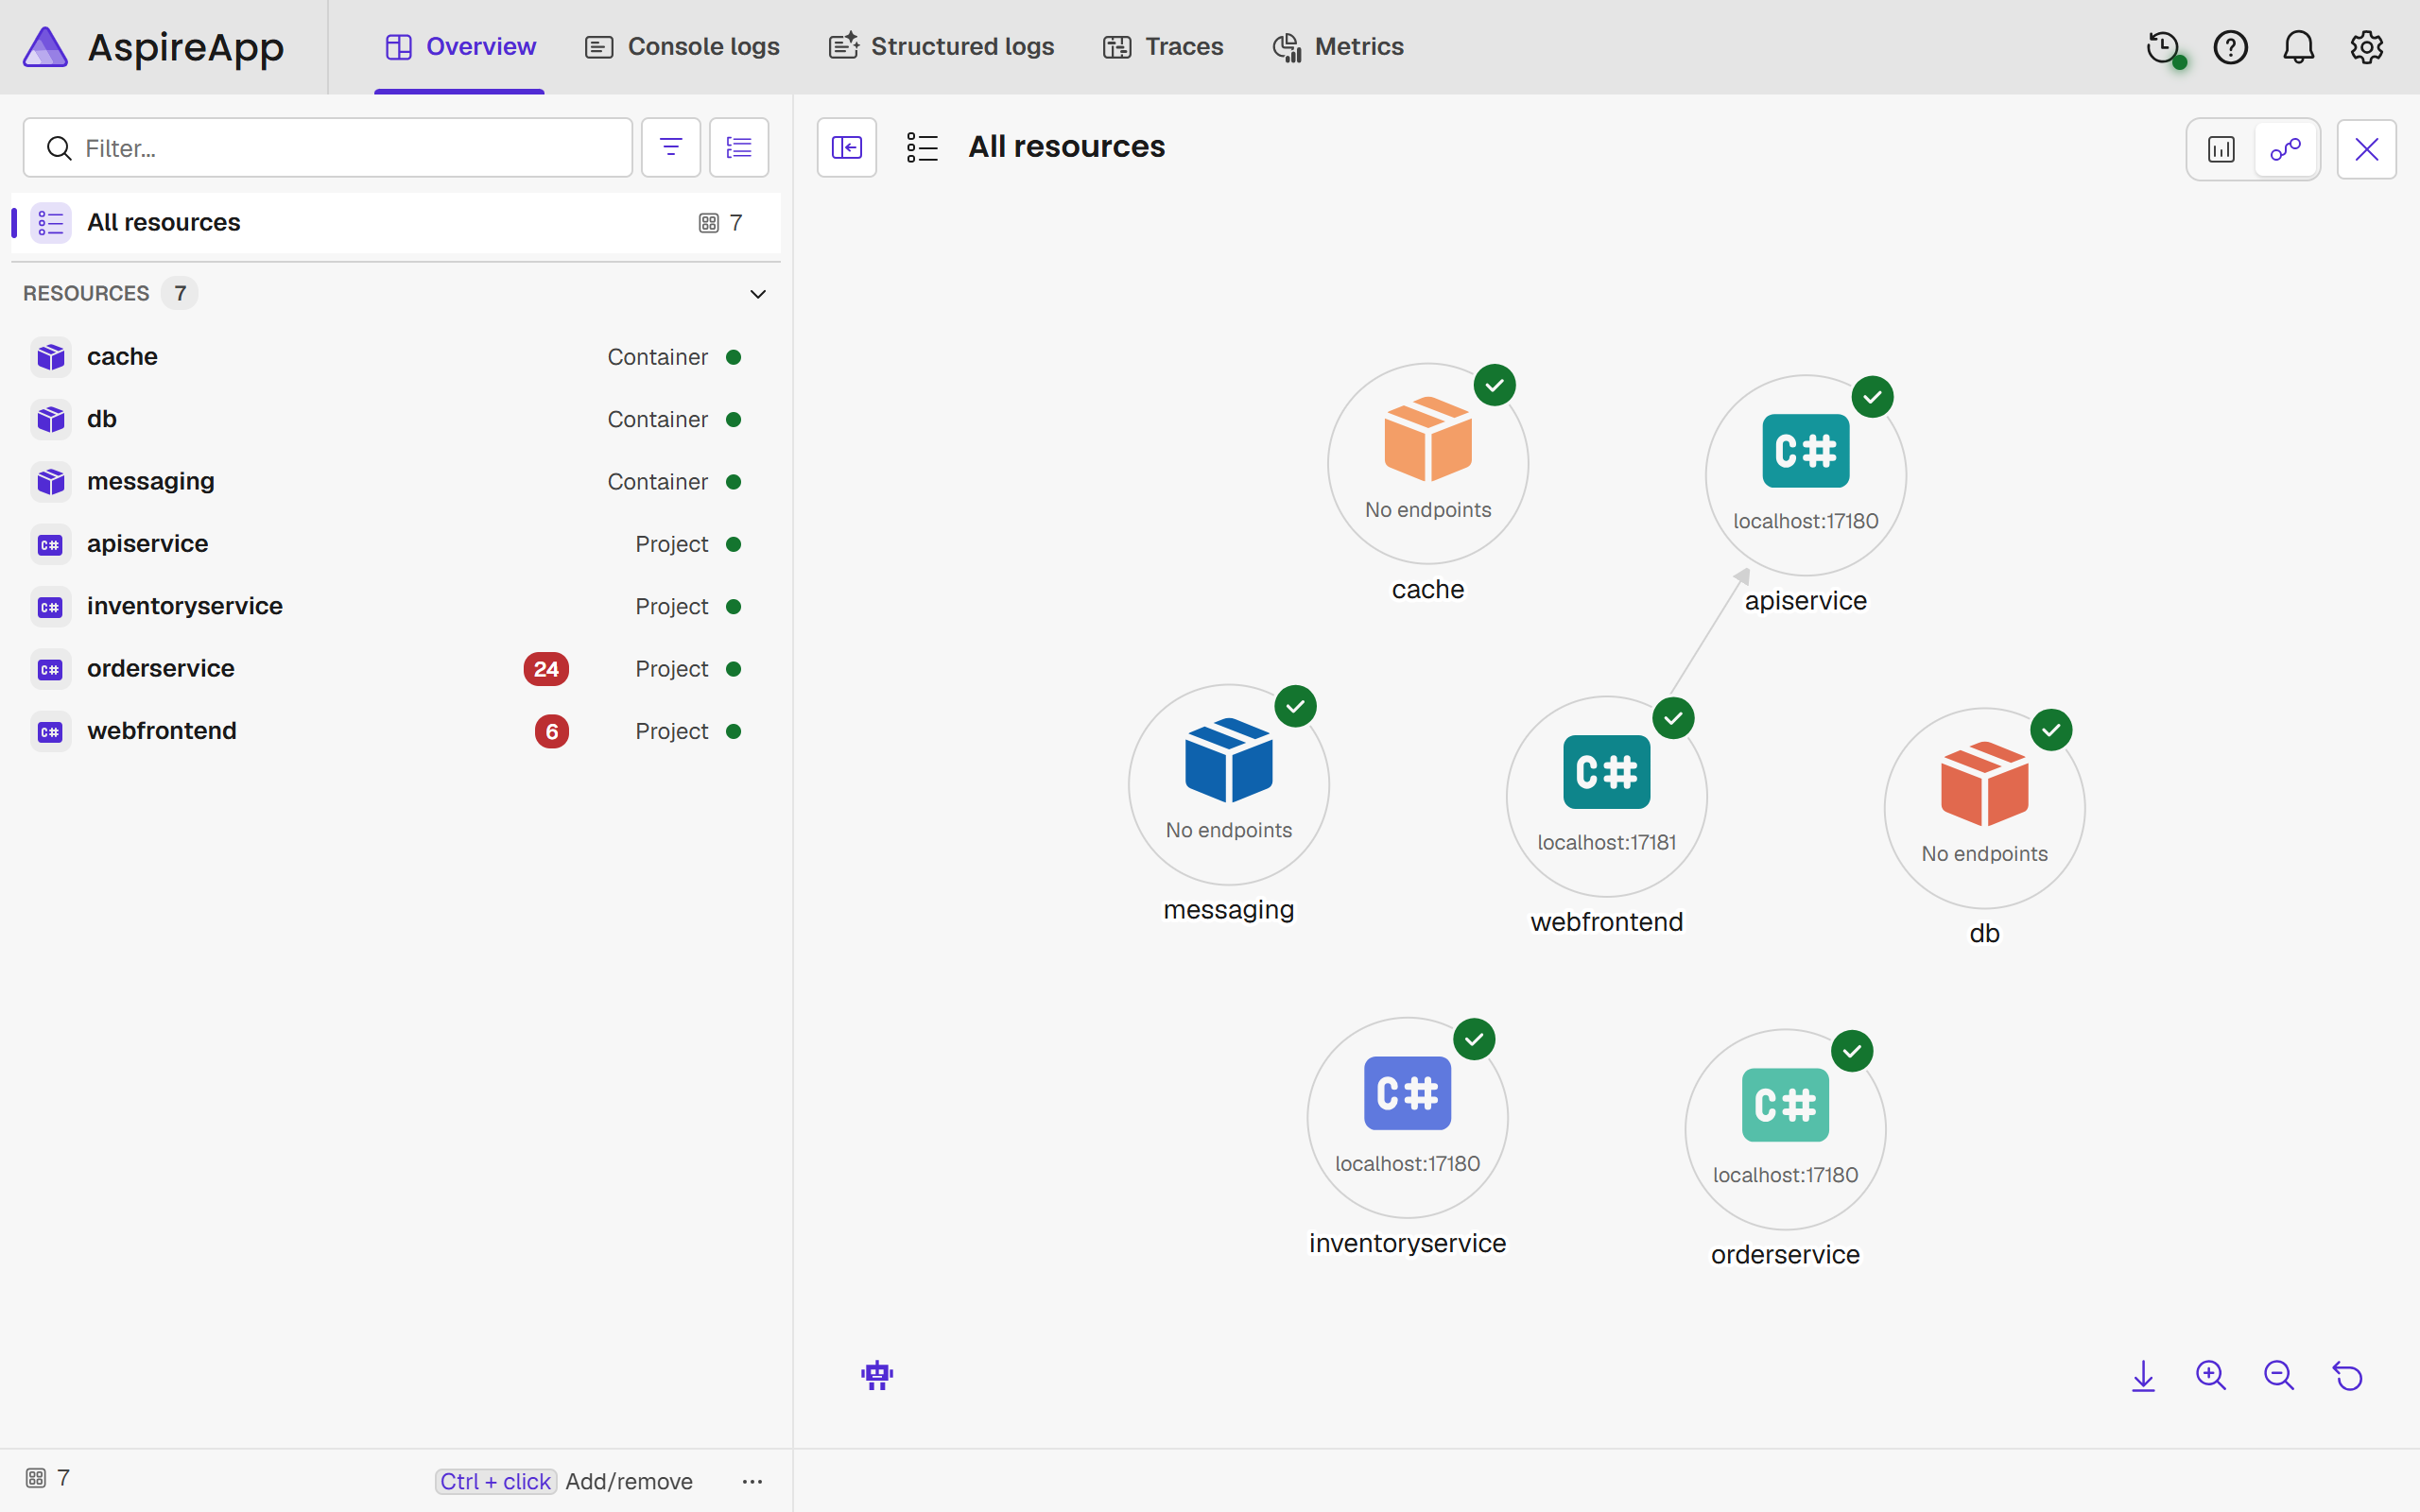 AspireApp
Overview
Console logs
Structured logs
Traces
Metrics
Filter...
All resources 7
RESOURCES 7
cache Container
db Container
messaging Container
C# apiservice Project
C# inventoryservice Project
C# orderservice 24 Project
C# webfrontend 6 Project
7
Ctrl + click Add/remove
All resources
No endpoints
cache
C#
localhost:17180
apiservice
No endpoints
messaging
C#
localhost:17181
webfrontend
No endpoints
db
C#
localhost:17180
inventoryservice
C#
localhost:17180
orderservice